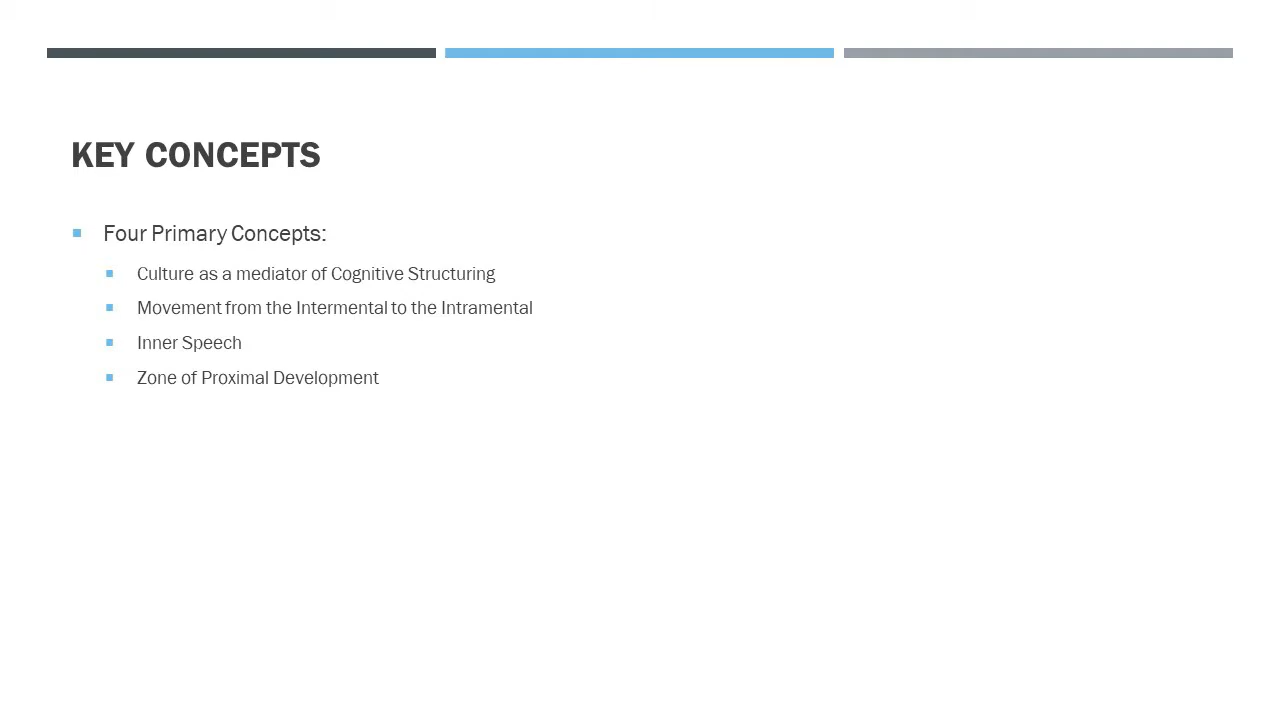 KEY CONCEPTS
Four Primary Concepts:
Culture as a mediator of Cognitive Structuring
Movement from the Intermental to the Intramental
Inner Speech
Zone of Proximal Development